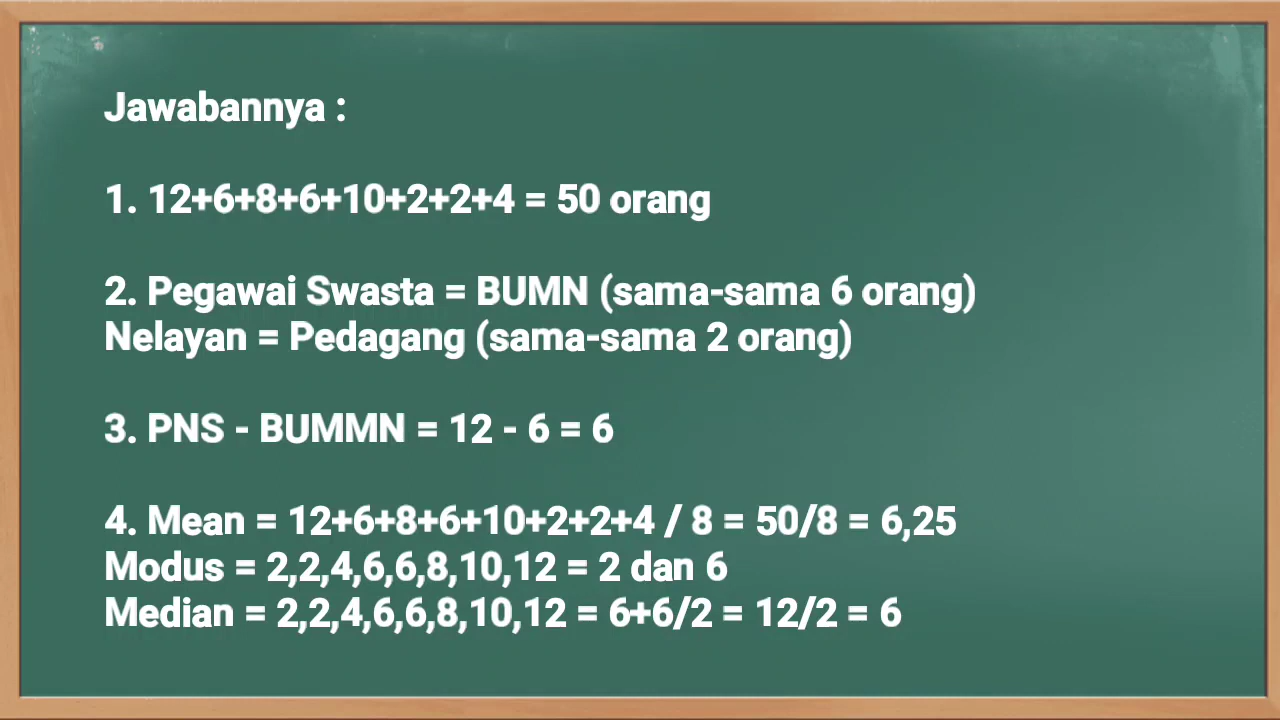 Jawabannya :
1. 12+6+8+6+10+2+2+4 = 50 orang
2. Pegawai Swasta = BUMN (sama-sama 6 orang)
Nelayan = Pedagang (sama-sama 2 orang)
3. PNS - BUMMN = 12 - 6 = 6
4. Mean = 12+6+8+6+10+2+2+4 / 8 = 50/8 = 6,25
Modus = 2,2,4,6,6,8,10,12 = 2 dan 6
Median = 2,2,4,6,6,8,10,12 = 6+6/2 = 12/2 = 6